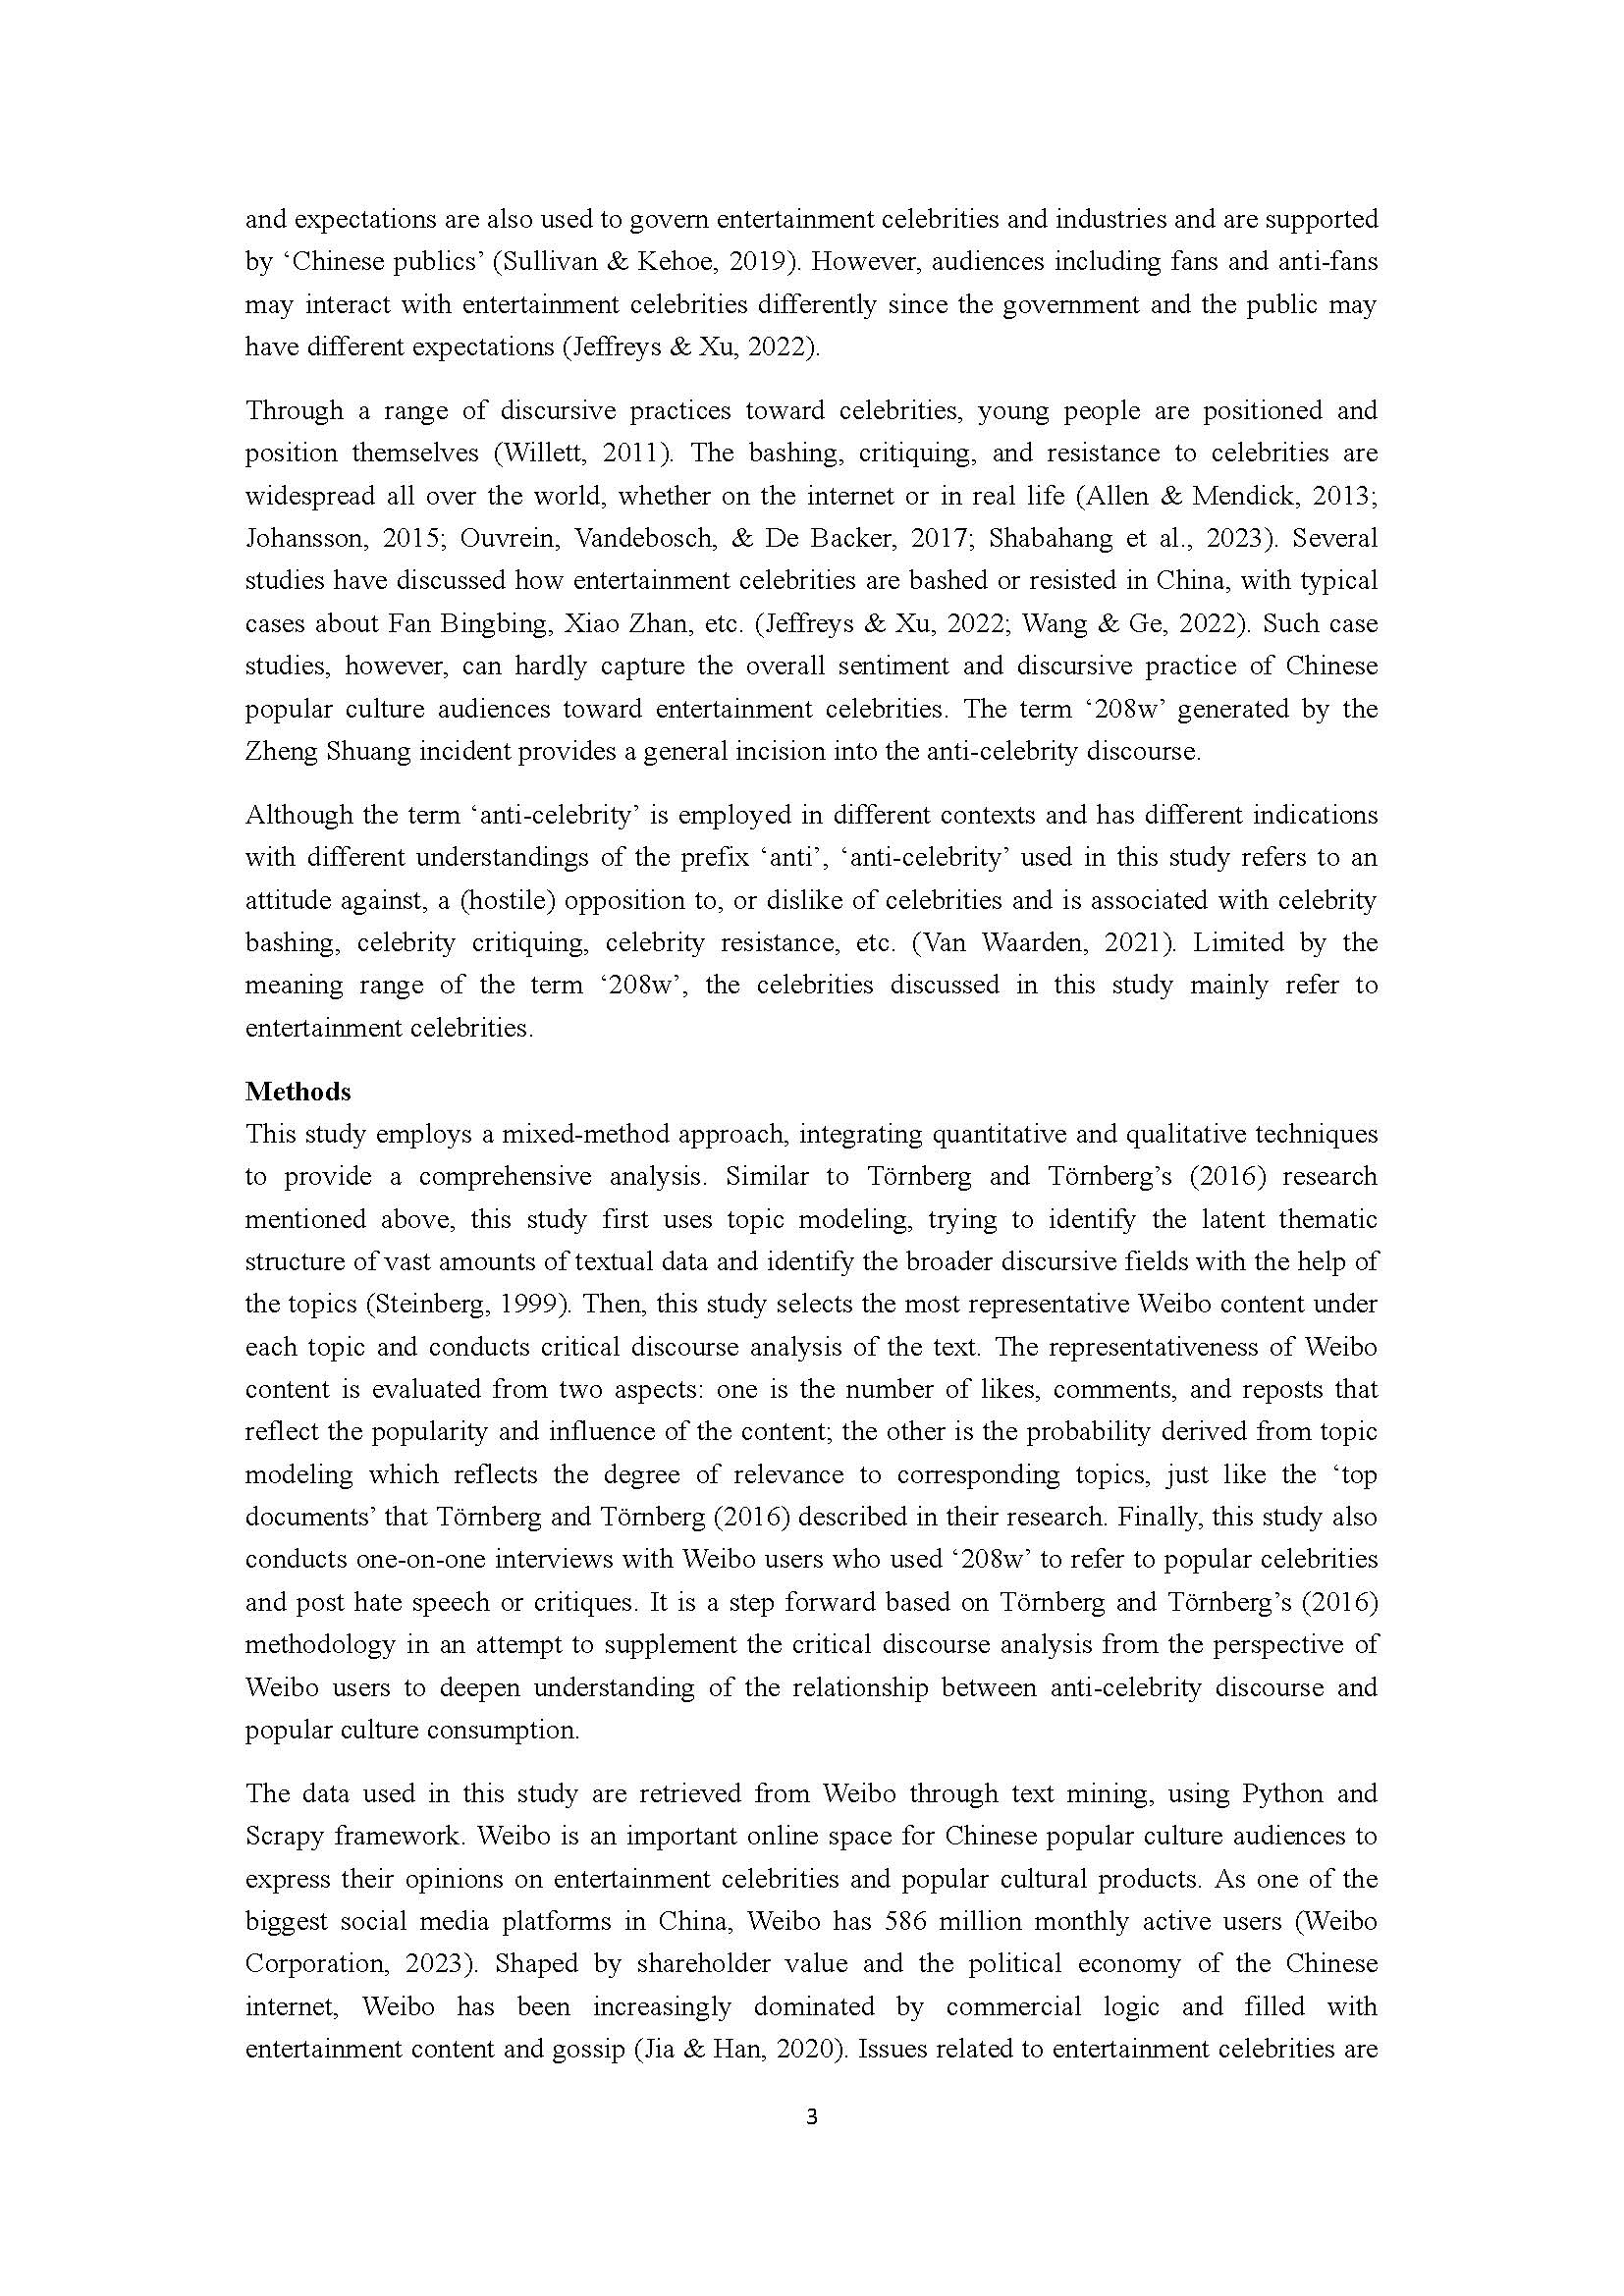 and expectations are also used to govern entertainment celebrities and industries and are supported
by ‘Chinese publics’ (Sullivan & Kehoe, 2019). However, audiences including fans and anti-fans
may interact with entertainment celebrities differently since the government and the public may
have different expectations (Jeffreys & Xu, 2022).
Through a range of discursive practices toward celebrities, young people are positioned and
position themselves (Willett, 2011). The bashing, critiquing, and resistance to celebrities are
widespread all over the world, whether on the internet or in real life (Allen & Mendick, 2013;
Johansson, 2015; Ouvrein, Vandebosch, & De Backer, 2017; Shabahang et al., 2023). Several
studies have discussed how entertainment celebrities are bashed or resisted in China, with typical
cases about Fan Bingbing, Xiao Zhan, etc. (Jeffreys & Xu, 2022; Wang & Ge, 2022). Such case
studies, however, can hardly capture the overall sentiment and discursive practice of Chinese
popular culture audiences toward entertainment celebrities. The term ‘208w’ generated by the
Zheng Shuang incident provides a general incision into the anti-celebrity discourse.
Although the term ‘anti-celebrity’ is employed in different contexts and has different indications
with different understandings of the prefix ‘anti’, ‘anti-celebrity’ used in this study refers to an
attitude against, a (hostile) opposition to, or dislike of celebrities and is associated with celebrity
bashing, celebrity critiquing, celebrity resistance, etc. (Van Waarden, 2021). Limited by the
meaning range of the term ‘208w’, the celebrities discussed in this study mainly refer to
entertainment celebrities.
Methods
This study employs a mixed-method approach, integrating quantitative and qualitative techniques
to provide a comprehensive analysis. Similar to Törnberg and Törnberg’s (2016) research
mentioned above, this study first uses topic modeling, trying to identify the latent thematic
structure of vast amounts of textual data and identify the broader discursive fields with the help of
the topics (Steinberg, 1999). Then, this study selects the most representative Weibo content under
each topic and conducts critical discourse analysis of the text. The representativeness of Weibo
content is evaluated from two aspects: one is the number of likes, comments, and reposts that
reflect the popularity and influence of the content; the other is the probability derived from topic
modeling which reflects the degree of relevance to corresponding topics, just like the ‘top
documents’ that Törnberg and Törnberg (2016) described in their research. Finally, this study also
conducts one-on-one interviews with Weibo users who used ‘208w’ to refer to popular celebrities
and post hate speech or critiques. It is a step forward based on Törnberg and Törnberg’s (2016)
methodology in an attempt to supplement the critical discourse analysis from the perspective of
Weibo users to deepen understanding of the relationship between anti-celebrity discourse and
popular culture consumption.
The data used in this study are retrieved from Weibo through text mining, using Python and
Scrapy framework. Weibo is an important online space for Chinese popular culture audiences to
express their opinions on entertainment celebrities and popular cultural products. As one of the
biggest social media platforms in China, Weibo has 586 million monthly active users (Weibo
Corporation, 2023). Shaped by shareholder value and the political economy of the Chinese
internet, Weibo has been increasingly dominated by commercial logic and filled with
entertainment content and gossip (Jia & Han, 2020). Issues related to entertainment celebrities are
3